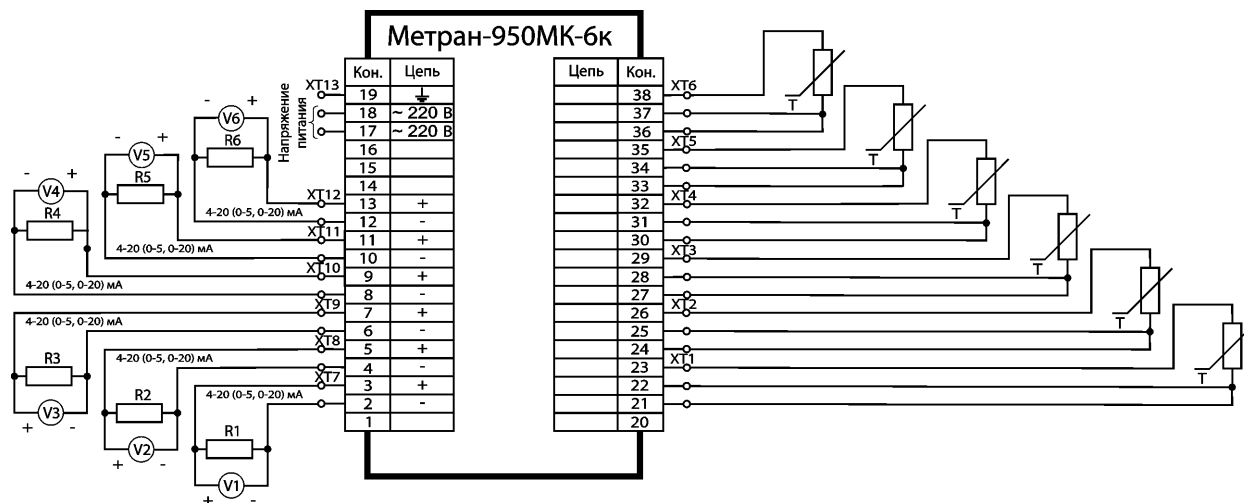 Метран-950МК-6к
Кон. Цепь
19
18 ~ 220 В
17 ~ 220 В
16
15
14
13 +
12 -
11 +
10 -
9 +
8 -
7 +
6 -
5 +
4 -
3 +
2 -
1
Цепь Кон.
38
37
36
35
34
33
32
31
30
29
28
27
26
25
24
23
22
21
20
XT13
Напряжение
питания
XT12
XT11
XT10
XT9
XT8
XT7
- V6 +
R6
4-20 (0-5, 0-20) мА
- V5 +
R5
4-20 (0-5, 0-20) мА
- V4 +
R4
4-20 (0-5, 0-20) мА
4-20 (0-5, 0-20) мА
R3
+ V3 -
4-20 (0-5, 0-20) мА
R2
+ V2 -
4-20 (0-5, 0-20) мА
R1
+ V1 -
XT6
T
XT5
T
XT4
T
XT3
T
XT2
T
XT1
T